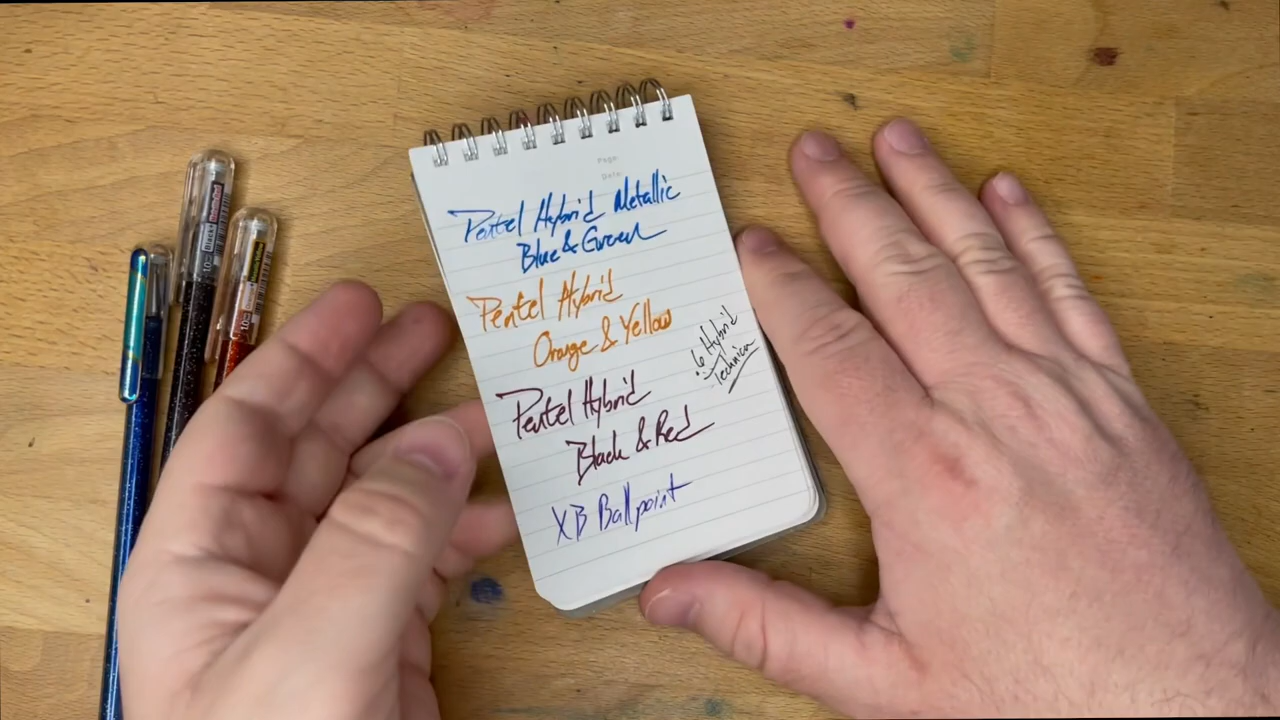 Page:
Date:
Pentel Hybrid Metallic
Blue & Green
Pentel Hybrid
Orange & Yellow
.6 Hybrid
Technica
Pentel Hybrid
Black & Red
XB Ballpoint